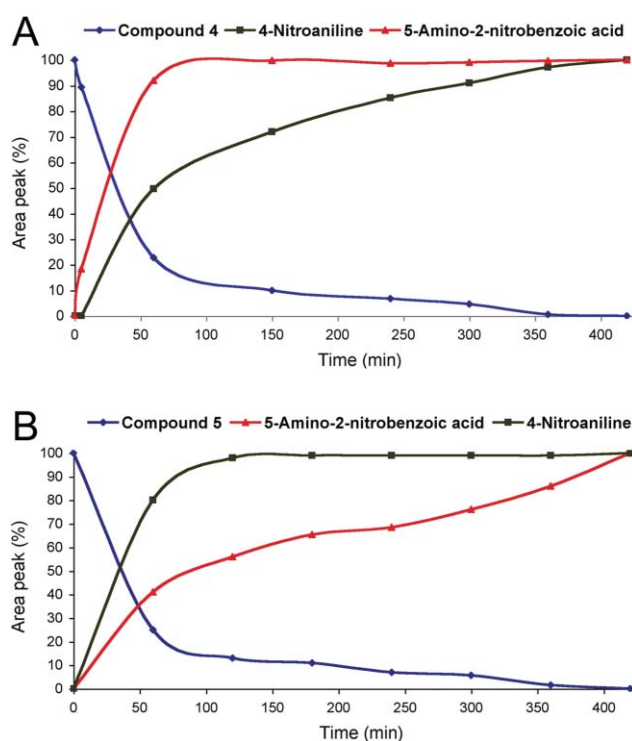 A
Compound 4 4-Nitroaniline 5-Amino-2-nitrobenzoic acid
100
90
80
70
60
50
40
30
20
10
0
Area peak (%)
0 50 100 150 200 250 300 350 400
Time (min)
B
Compound 5 5-Amino-2-nitrobenzoic acid 4-Nitroaniline
100
90
80
70
60
50
40
30
20
10
0
Area peak (%)
0 50 100 150 200 250 300 350 400
Time (min)